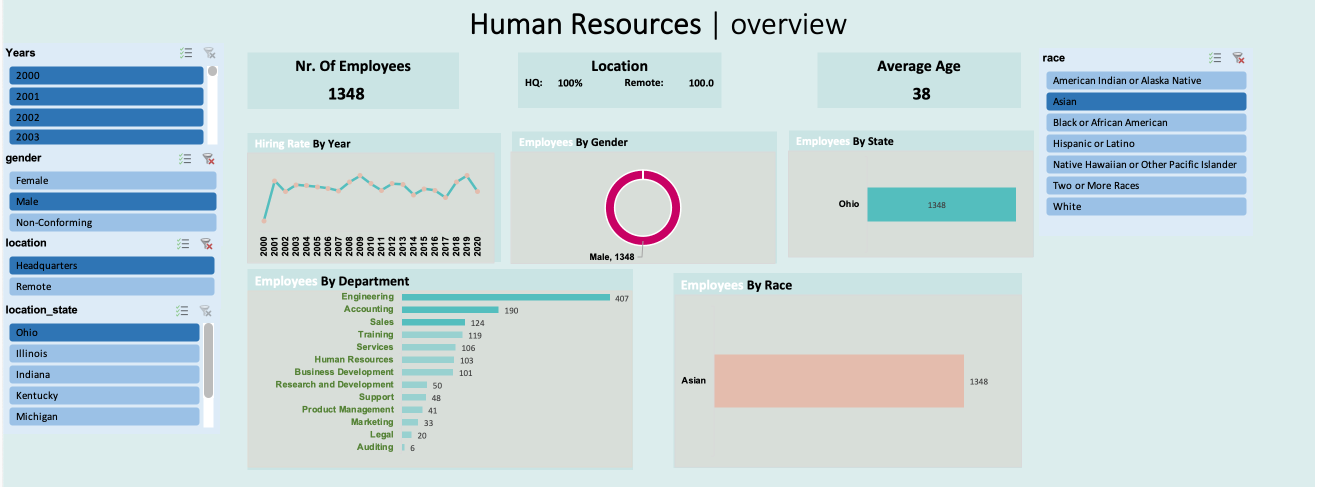 Human Resources | overview
Years
2000
2001
2002
2003
gender
Female
Male
Non-Conforming
location
Headquarters
Remote
location_state
Ohio
Illinois
Indiana
Kentucky
Michigan
Nr. Of Employees
1348
Location
HQ: 100% Remote: 100.0
Average Age
38
Hiring Rate By Year
2000 2001 2002 2003 2004 2005 2006 2007 2008 2009 2010 2011 2012 2013 2014 2015 2016 2017 2018 2019 2020
Employees By Gender
Male, 1348
Employees By State
Ohio 1348
Employees By Department
Engineering 407
Accounting 190
Sales 124
Training 119
Services 106
Human Resources 103
Business Development 101
Research and Development 50
Support 48
Product Management 41
Marketing 33
Legal 20
Auditing 6
Employees By Race
Asian 1348
race
American Indian or Alaska Native
Asian
Black or African American
Hispanic or Latino
Native Hawaiian or Other Pacific Islander
Two or More Races
White